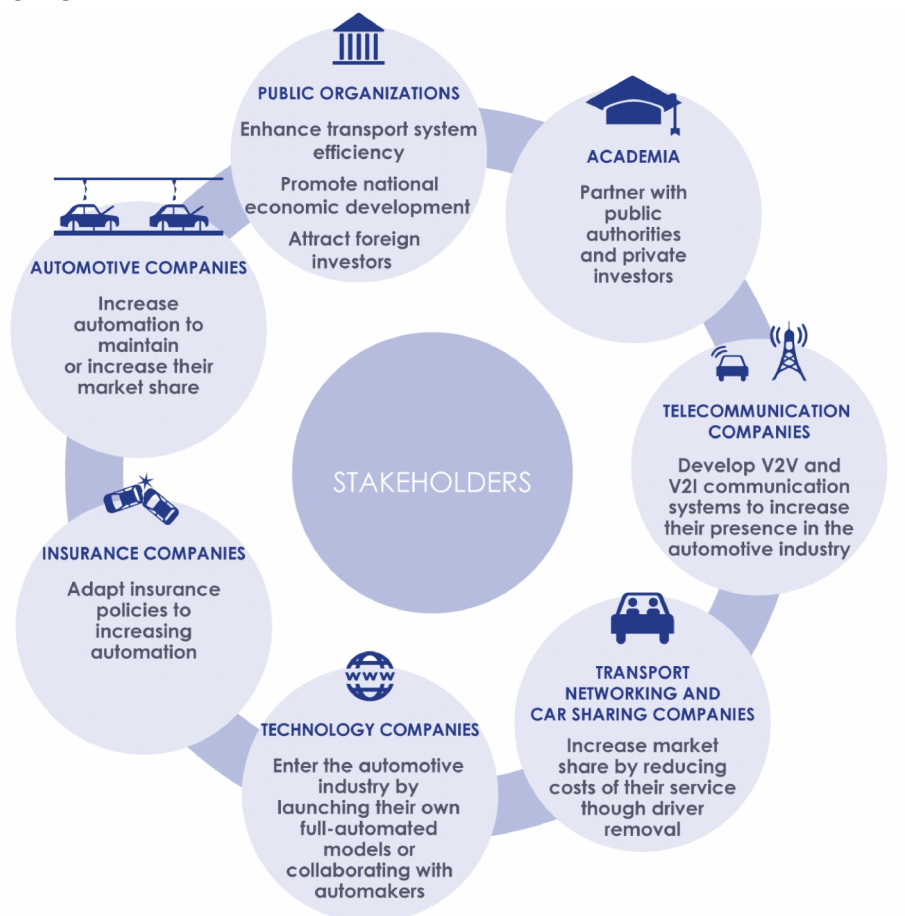 PUBLIC ORGANIZATIONS
Enhance transport system
efficiency
Promote national
economic development
Attract foreign
investors
ACADEMIA
Partner with
public
authorities
and private
investors
TELECOMMUNICATION
COMPANIES
Develop V2V and
V2I communication
systems to increase
their presence in the
automotive industry
TRANSPORT
NETWORKING AND
CAR SHARING COMPANIES
Increase market
share by reducing
costs of their service
though driver
removal
www
TECHNOLOGY COMPANIES
Enter the automotive
industry by
launching their own
full-automated
models or
collaborating with
automakers
INSURANCE COMPANIES
Adapt insurance
policies to
increasing
automation
AUTOMOTIVE COMPANIES
Increase
automation to
maintain
or increase their
market share
STAKEHOLDERS